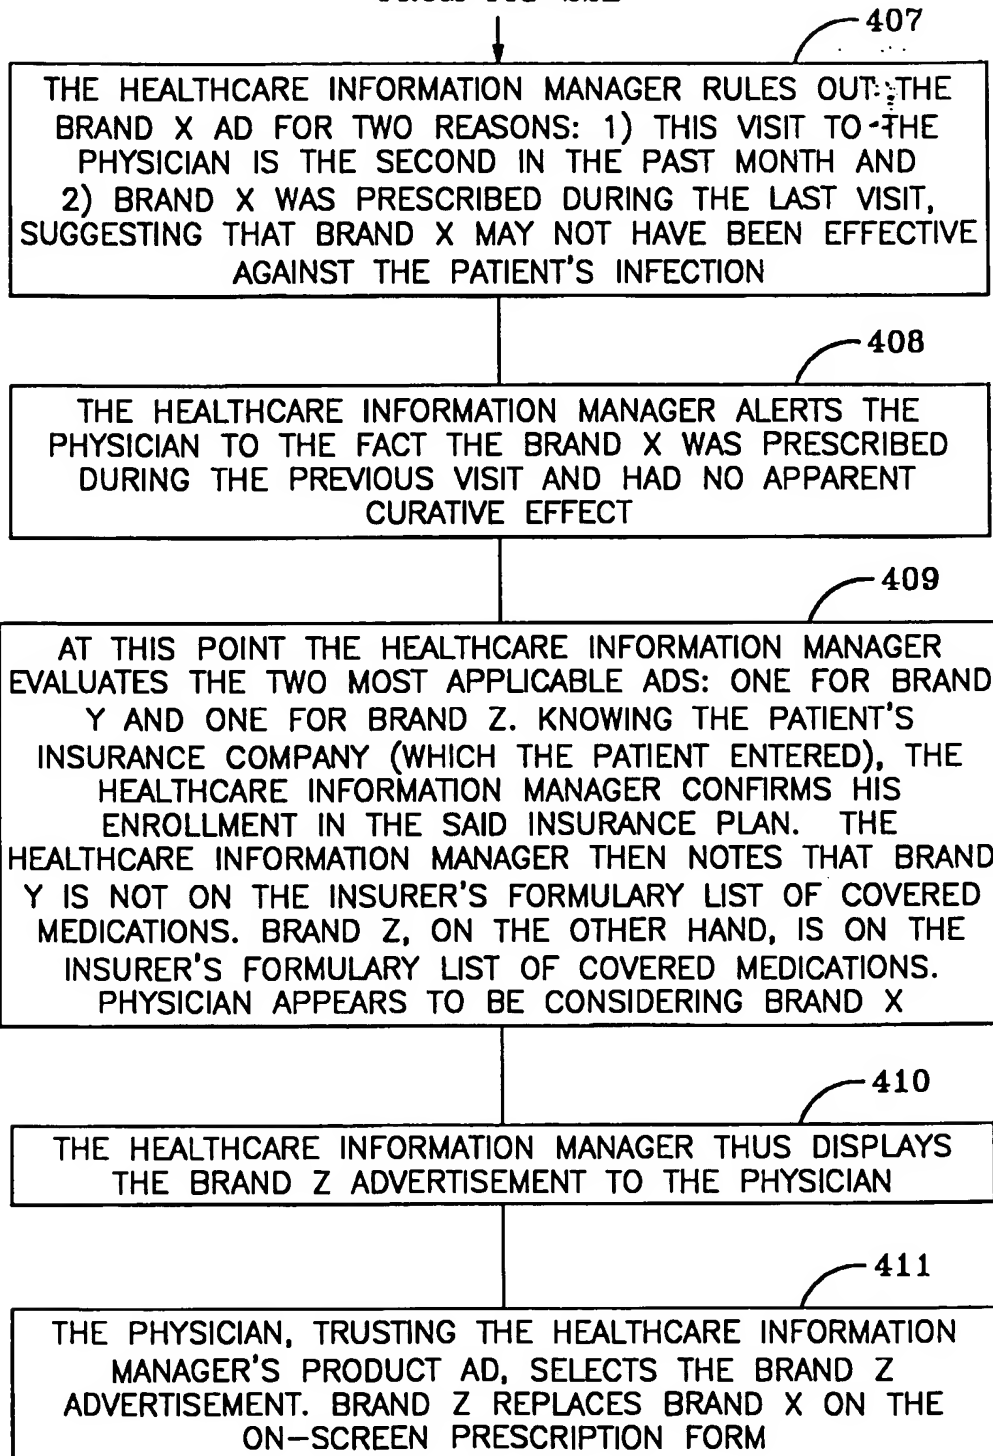 407
THE HEALTHCARE INFORMATION MANAGER RULES OUT THE
BRAND X AD FOR TWO REASONS: 1) THIS VISIT TO THE
PHYSICIAN IS THE SECOND IN THE PAST MONTH AND
2) BRAND X WAS PRESCRIBED DURING THE LAST VISIT,
SUGGESTING THAT BRAND X MAY NOT HAVE BEEN EFFECTIVE
AGAINST THE PATIENT'S INFECTION
408
THE HEALTHCARE INFORMATION MANAGER ALERTS THE
PHYSICIAN TO THE FACT THE BRAND X WAS PRESCRIBED
DURING THE PREVIOUS VISIT AND HAD NO APPARENT
CURATIVE EFFECT
409
AT THIS POINT THE HEALTHCARE INFORMATION MANAGER
EVALUATES THE TWO MOST APPLICABLE ADS: ONE FOR BRAND
Y AND ONE FOR BRAND Z. KNOWING THE PATIENT'S
INSURANCE COMPANY (WHICH THE PATIENT ENTERED), THE
HEALTHCARE INFORMATION MANAGER CONFIRMS HIS
ENROLLMENT IN THE SAID INSURANCE PLAN. THE
HEALTHCARE INFORMATION MANAGER THEN NOTES THAT BRAND
Y IS NOT ON THE INSURER'S FORMULARY LIST OF COVERED
MEDICATIONS. BRAND Z, ON THE OTHER HAND, IS ON THE
INSURER'S FORMULARY LIST OF COVERED MEDICATIONS.
PHYSICIAN APPEARS TO BE CONSIDERING BRAND X
410
THE HEALTHCARE INFORMATION MANAGER THUS DISPLAYS
THE BRAND Z ADVERTISEMENT TO THE PHYSICIAN
411
THE PHYSICIAN, TRUSTING THE HEALTHCARE INFORMATION
MANAGER'S PRODUCT AD, SELECTS THE BRAND Z
ADVERTISEMENT. BRAND Z REPLACES BRAND X ON THE
ON-SCREEN PRESCRIPTION FORM